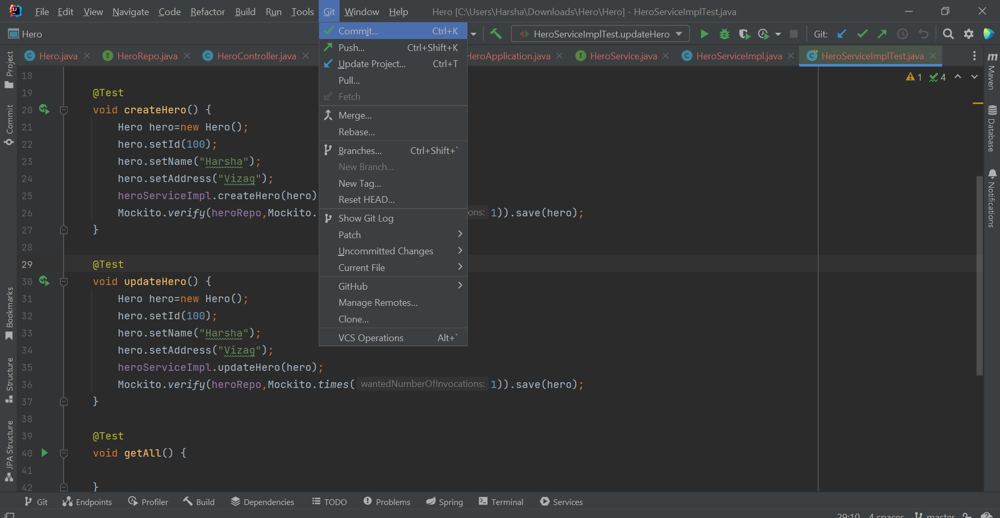 File Edit View Navigate Code Refactor Build Run Tools Git Window Help Hero [C:\Users\Harsha\Downloads\Hero\Hero] - HeroServiceImplTest.java
Hero
HeroServiceImplTest.updateHero Git:
Hero.java HeroRepo.java HeroController.java HeroApplication.java HeroService.java HeroServiceImpl.java HeroServiceImplTest.java
Commit... Ctrl+K
Push... Ctrl+Shift+K
Update Project... Ctrl+T
Pull...
Fetch
Merge...
Rebase...
Branches... Ctrl+Shift+`
New Branch...
New Tag...
Reset HEAD...
Show Git Log
Patch
Uncommitted Changes
Current File
GitHub
Manage Remotes...
Clone...
VCS Operations Alt+`
1 4
18
19 @Test
20 void createHero() {
21 Hero hero=new Hero();
22 hero.setId(100);
23 hero.setName("Harsha");
24 hero.setAddress("Vizag");
25 heroServiceImpl.createHero(hero)
26 Mockito.verify(heroRepo,Mockito. ons: 1)).save(hero);
27 }
28
29 @Test
30 void updateHero() {
31 Hero hero=new Hero();
32 hero.setId(100);
33 hero.setName("Harsha");
34 hero.setAddress("Vizag");
35 heroServiceImpl.updateHero(hero);
36 Mockito.verify(heroRepo,Mockito.times( wantedNumberOfInvocations: 1)).save(hero);
37 }
38
39 @Test
40 void getAll() {
41
42 }
Project
Commit
Bookmarks
Structure
JPA Structure
Maven
Database
Notifications
Git Endpoints Profiler Build Dependencies TODO Problems Spring Terminal Services
29:10 4 spaces master